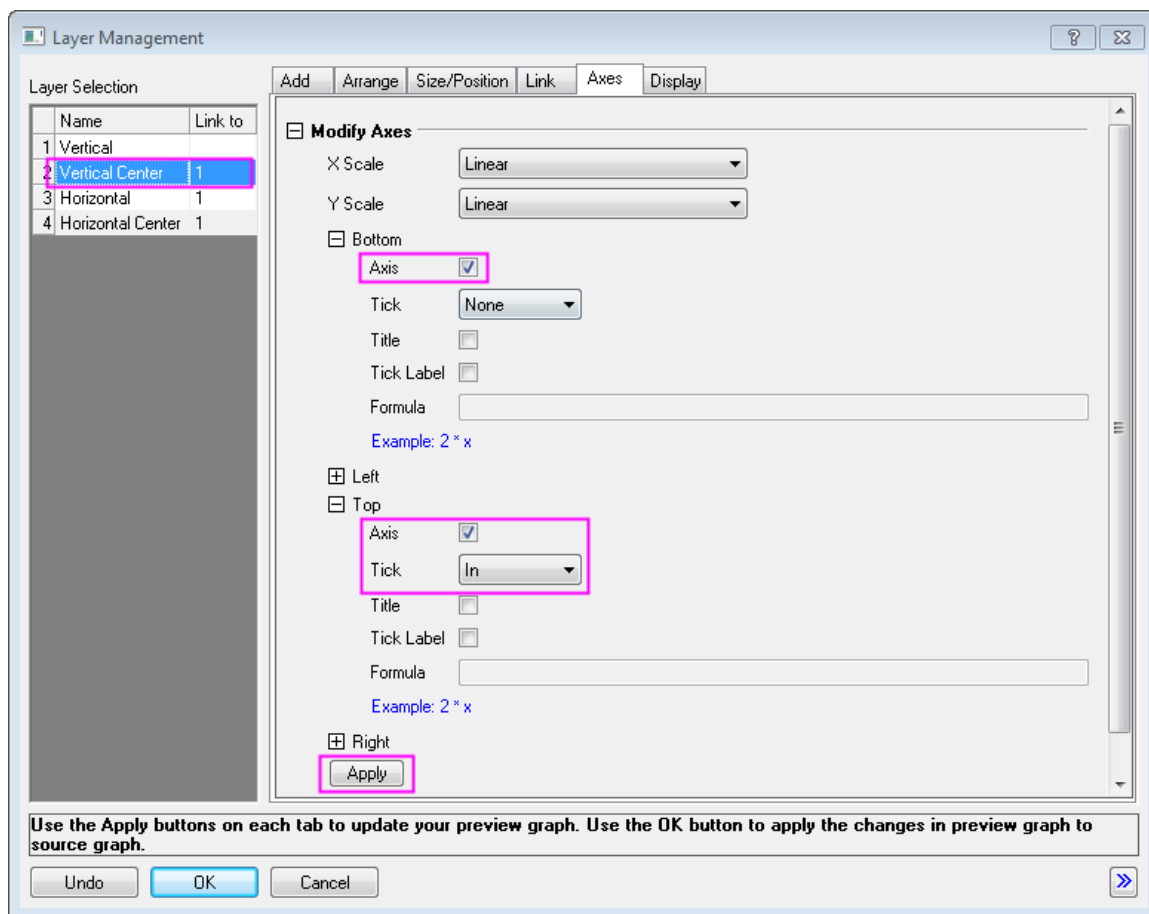 Layer Management
Layer Selection
Add Arrange Size/Position Link Axes Display
Name Link to
1 Vertical
2 Vertical Center 1
3 Horizontal 1
4 Horizontal Center 1
Modify Axes
X Scale Linear
Y Scale Linear
Bottom
Axis
Tick None
Title
Tick Label
Formula
Example: 2 * x
Left
Top
Axis
Tick In
Title
Tick Label
Formula
Example: 2 * x
Right
Apply
Use the Apply buttons on each tab to update your preview graph. Use the OK button to apply the changes in preview graph to
source graph.
Undo OK Cancel